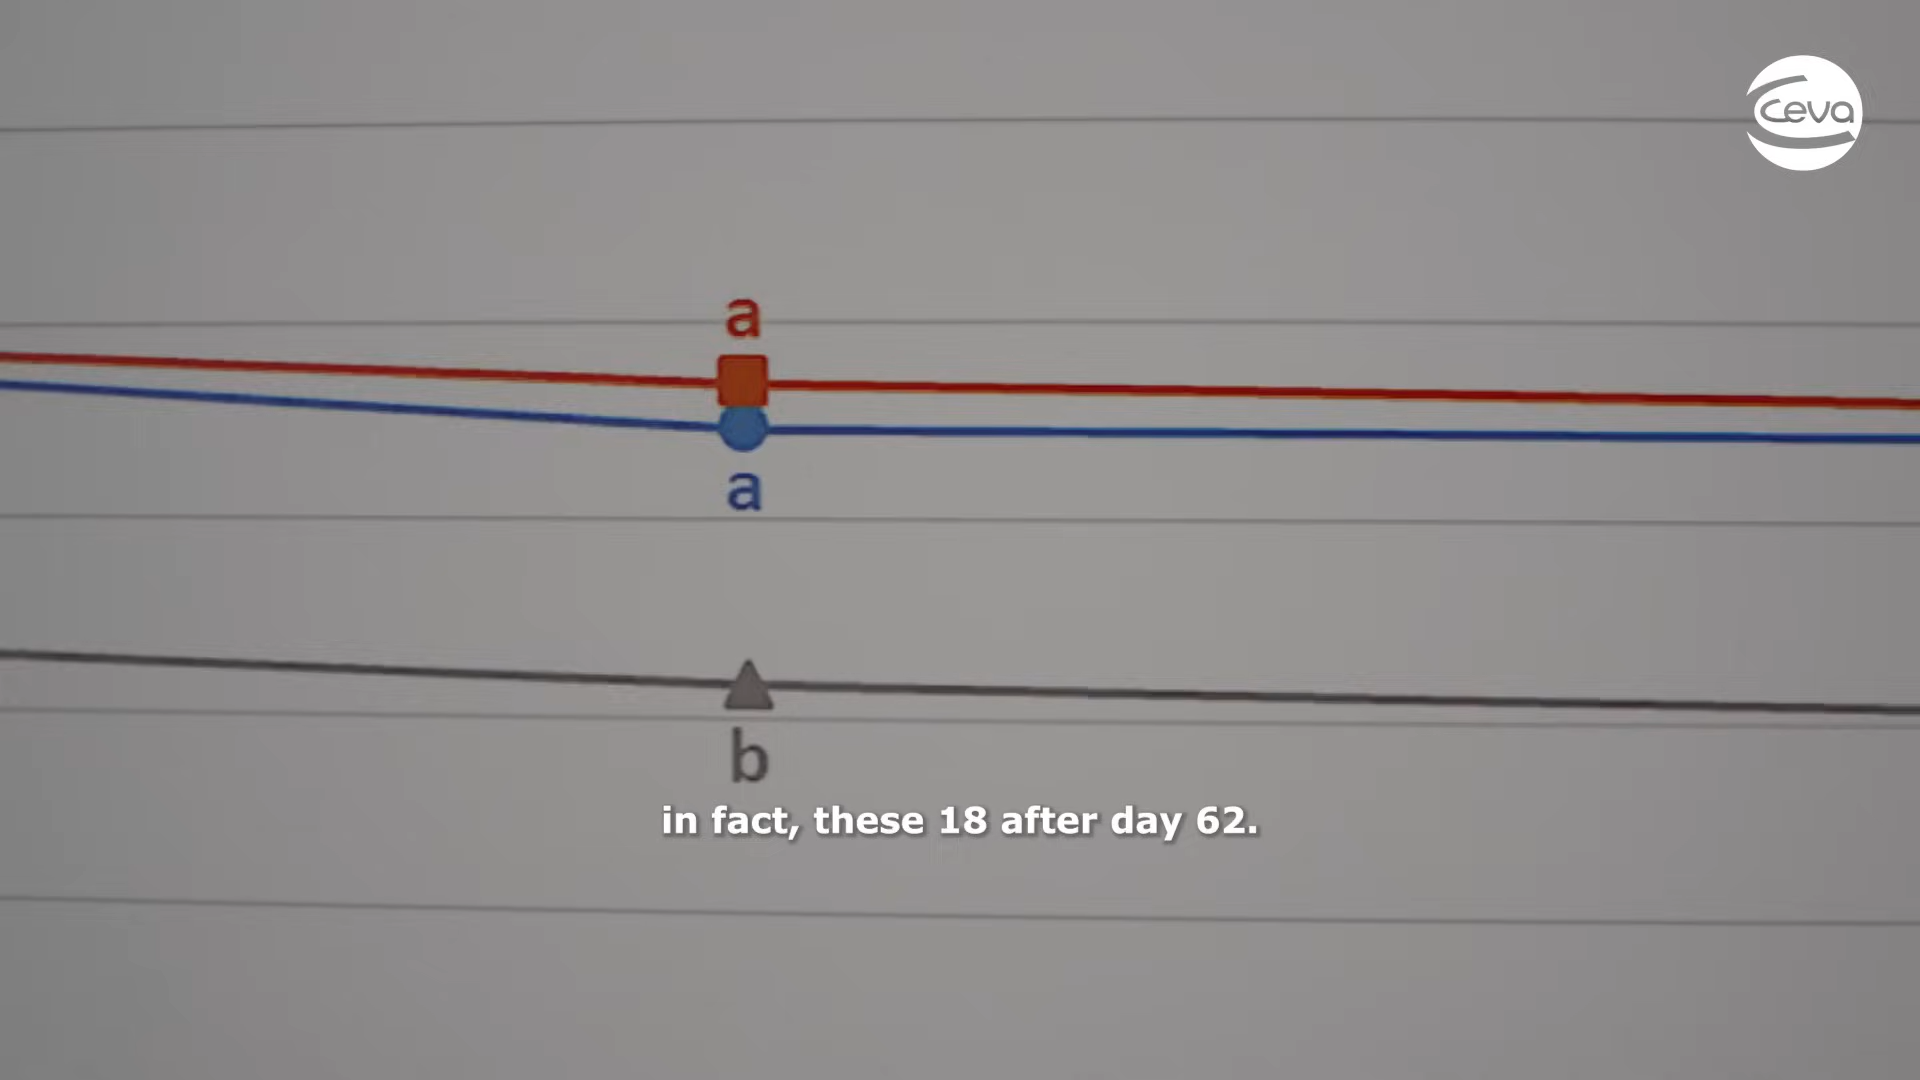 ceva
a
a
b
in fact, these 18 after day 62.